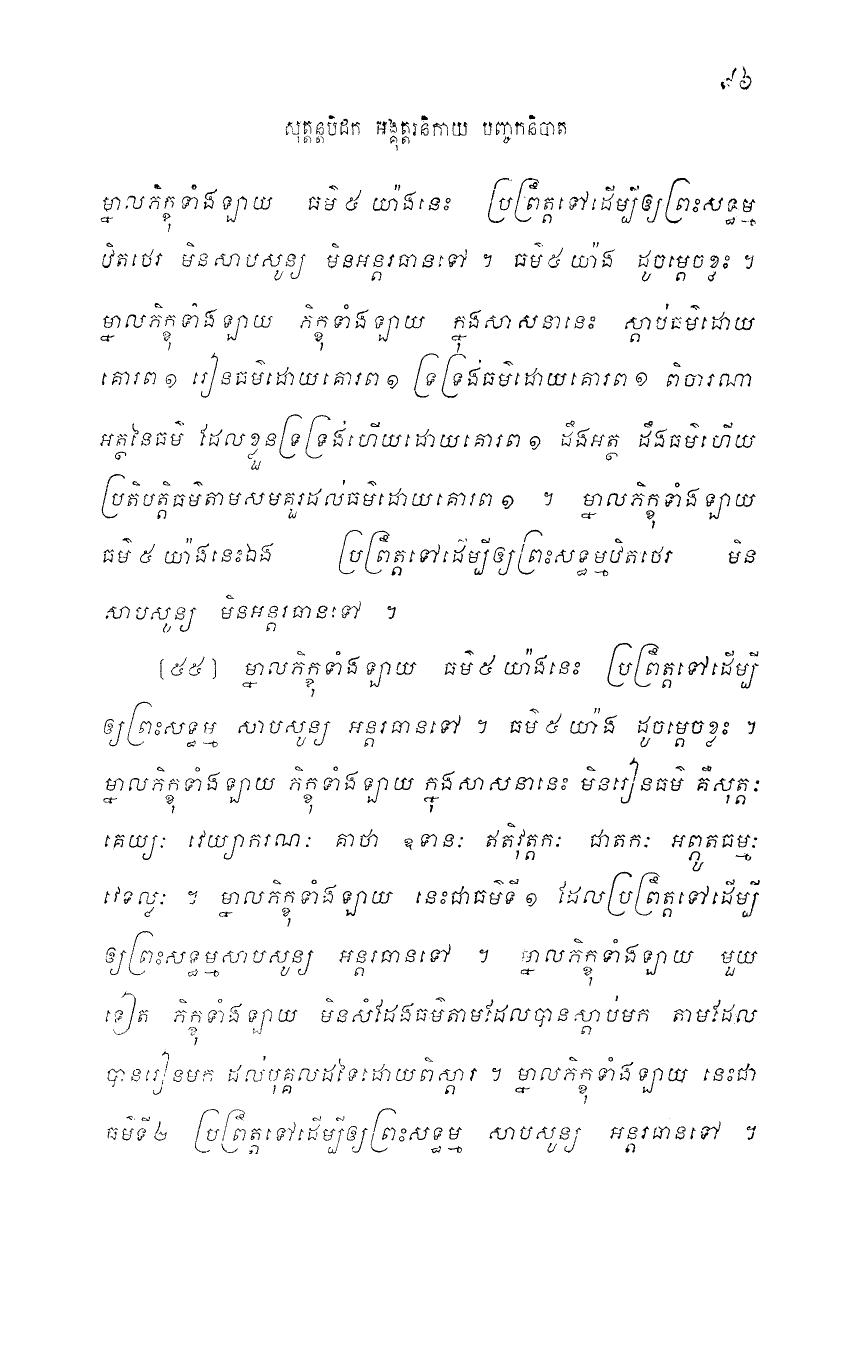 ៩៦
សុត្តន្តបិដក អង្គុត្តរនិកាយ បញ្ចកនិបាត
ម្នាលភិក្ខុទាំងឡាយ ធម៌ ៥ យ៉ាងនេះ ប្រព្រឹត្តទៅដើម្បីឲ្យព្រះសទ្ធម្ម
ឋិតថេរ មិនសាបសូន្យ មិនអន្តរធានទៅ ។ ធម៌ ៥ យ៉ាង ដូចម្តេចខ្លះ ។
ម្នាលភិក្ខុទាំងឡាយ ភិក្ខុទាំងឡាយ ក្នុងសាសនានេះ ស្តាប់ធម៌ដោយ
គោរព ១ រៀនធម៌ដោយគោរព ១ ទ្រទ្រង់ធម៌ដោយគោរព ១ ពិចារណា
អត្ថនៃធម៌ ដែលខ្លួនទ្រទ្រង់ហើយដោយគោរព ១ ដឹងអត្ថ ដឹងធម៌ហើយ
ប្រតិបត្តិធម៌តាមសមគួរដល់ធម៌ដោយគោរព ១ ។ ម្នាលភិក្ខុទាំងឡាយ
ធម៌ ៥ យ៉ាងនេះឯង ប្រព្រឹត្តទៅដើម្បីឲ្យព្រះសទ្ធម្មឋិតថេរ មិន
សាបសូន្យ មិនអន្តរធានទៅ ។
[៥៥] ម្នាលភិក្ខុទាំងឡាយ ធម៌ ៥ យ៉ាងនេះ ប្រព្រឹត្តទៅដើម្បី
ឲ្យព្រះសទ្ធម្ម សាបសូន្យ អន្តរធានទៅ ។ ធម៌ ៥ យ៉ាង ដូចម្តេចខ្លះ ។
ម្នាលភិក្ខុទាំងឡាយ ភិក្ខុទាំងឡាយ ក្នុងសាសនានេះ មិនរៀនធម៌ គឺសុត្តៈ
គេយ្យៈ វេយ្យាករណៈ គាថា ឧទានៈ ឥតិវុត្តកៈ ជាតកៈ អព្ភូតធម្មៈ
វេទល្លៈ ។ ម្នាលភិក្ខុទាំងឡាយ នេះជាធម៌ទី ១ ដែលប្រព្រឹត្តទៅដើម្បី
ឲ្យព្រះសទ្ធម្មសាបសូន្យ អន្តរធានទៅ ។ ម្នាលភិក្ខុទាំងឡាយ មួយ
ទៀត ភិក្ខុទាំងឡាយ មិនសំដែងធម៌តាមដែលបានស្តាប់មក តាមដែល
បានរៀនមក ដល់បុគ្គលដទៃដោយពិស្តារ ។ ម្នាលភិក្ខុទាំងឡាយ នេះជា
ធម៌ទី ២ ប្រព្រឹត្តទៅដើម្បីឲ្យព្រះសទ្ធម្ម សាបសូន្យ អន្តរធានទៅ ។